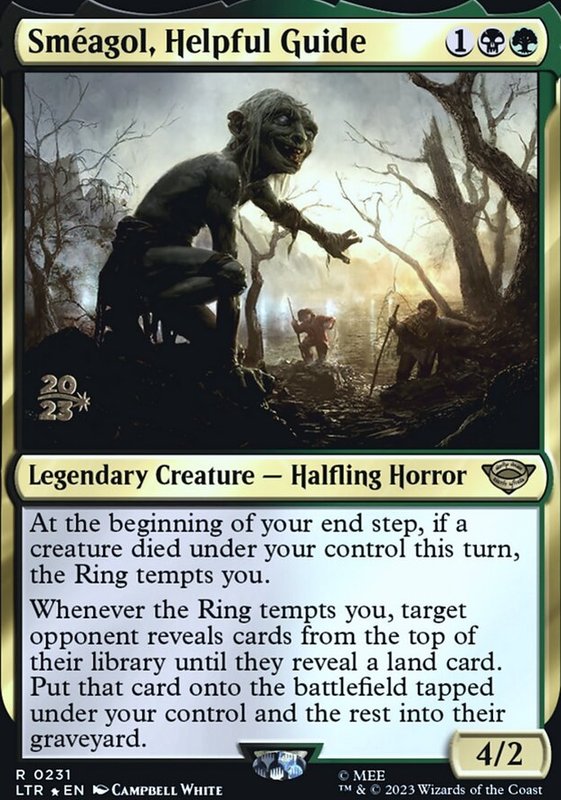 Sméagol, Helpful Guide 1
20
23
Legendary Creature — Halfling Horror
At the beginning of your end step, if a
creature died under your control this turn,
the Ring tempts you.
Whenever the Ring tempts you, target
opponent reveals cards from the top of
their library until they reveal a land card.
Put that card onto the battlefield tapped
under your control and the rest into their
graveyard.
4/2
R 0231
LTR ★ EN CAMPBELL WHITE
© MEE
™ & © 2023 Wizards of the Coast